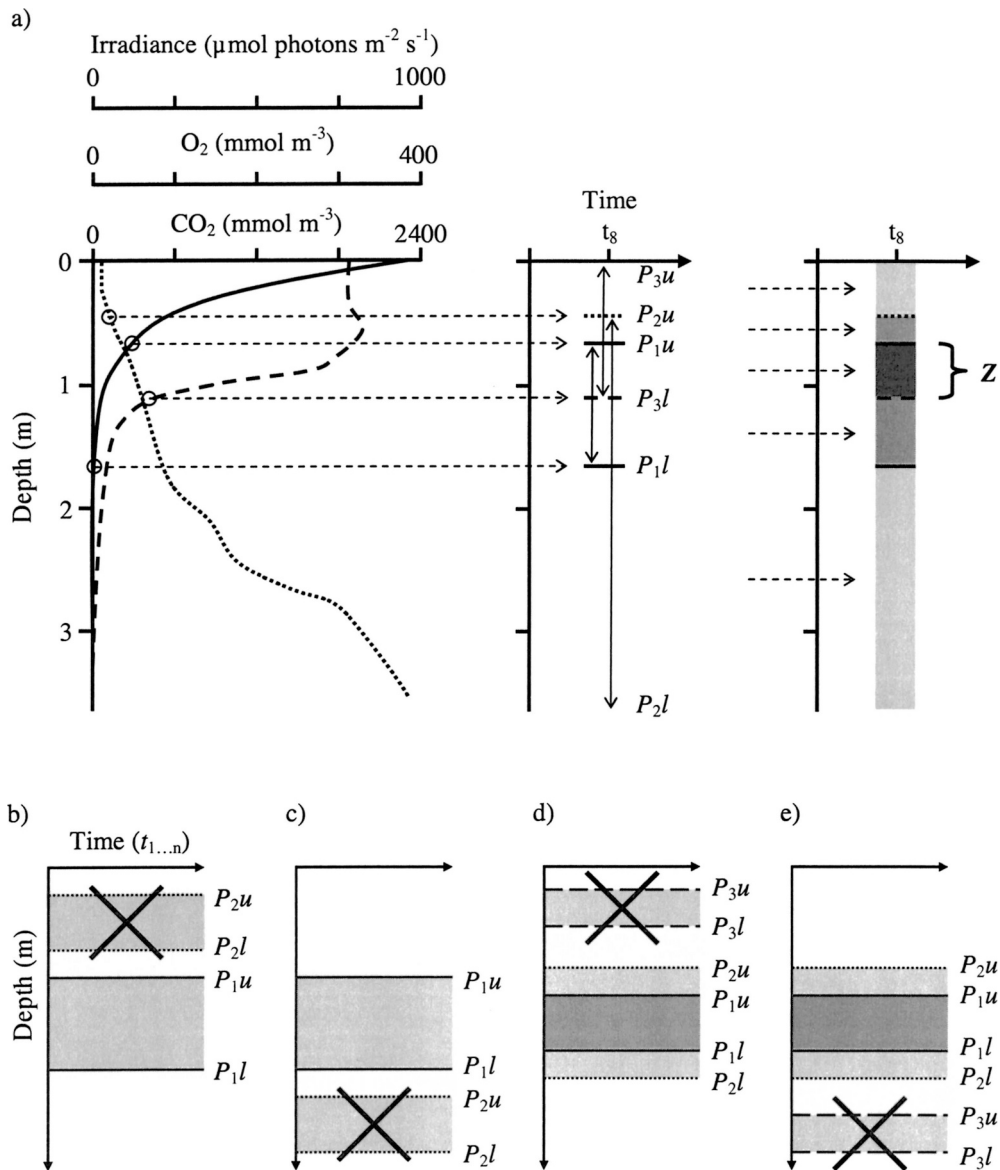 a)
Irradiance (µmol photons m⁻² s⁻¹)
0 1000
O₂ (mmol m⁻³)
0 400
CO₂ (mmol m⁻³)
0 2400
Time
t₈
t₈
Depth (m)
0
1
2
3
P₃u
P₂u
P₁u
P₃l
P₁l
P₂l
Z
b)
Time (t₁…ₙ)
Depth (m)
P₂u
P₂l
P₁u
P₁l
c)
P₁u
P₁l
P₂u
P₂l
d)
P₃u
P₃l
P₂u
P₁u
P₁l
P₂l
e)
P₂u
P₁u
P₁l
P₂l
P₃u
P₃l